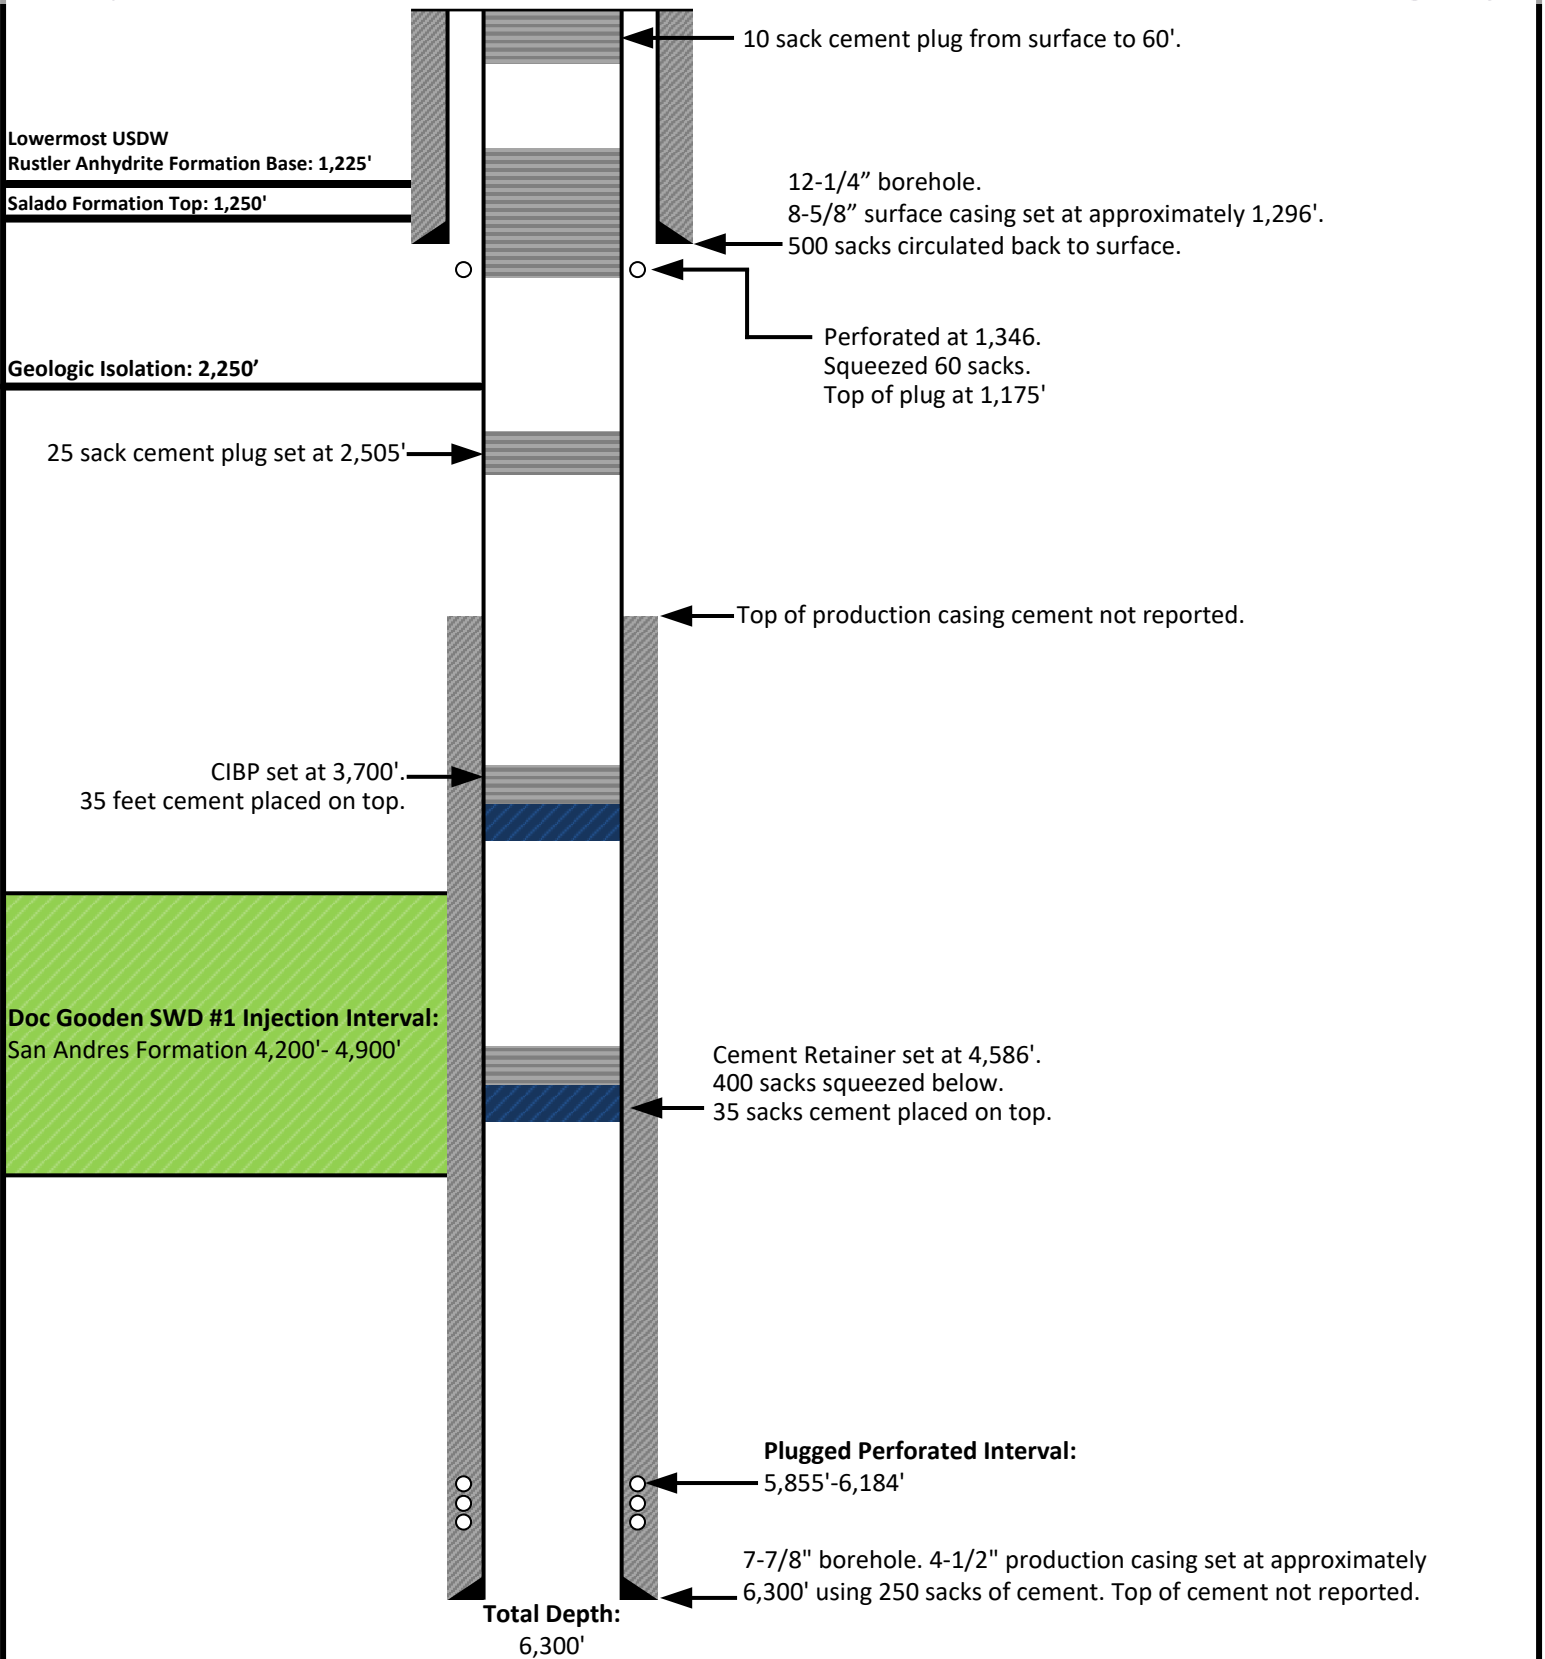 10 sack cement plug from surface to 60'.
Lowermost USDW
Rustler Anhydrite Formation Base: 1,225'
Salado Formation Top: 1,250'
12-1/4” borehole.
8-5/8” surface casing set at approximately 1,296'.
500 sacks circulated back to surface.
Perforated at 1,346.
Squeezed 60 sacks.
Top of plug at 1,175'
Geologic Isolation: 2,250’
25 sack cement plug set at 2,505'
Top of production casing cement not reported.
CIBP set at 3,700'.
35 feet cement placed on top.
Doc Gooden SWD #1 Injection Interval:
San Andres Formation 4,200'- 4,900'
Cement Retainer set at 4,586'.
400 sacks squeezed below.
35 sacks cement placed on top.
Plugged Perforated Interval:
5,855'-6,184'
7-7/8" borehole. 4-1/2" production casing set at approximately
6,300' using 250 sacks of cement. Top of cement not reported.
Total Depth:
6,300'